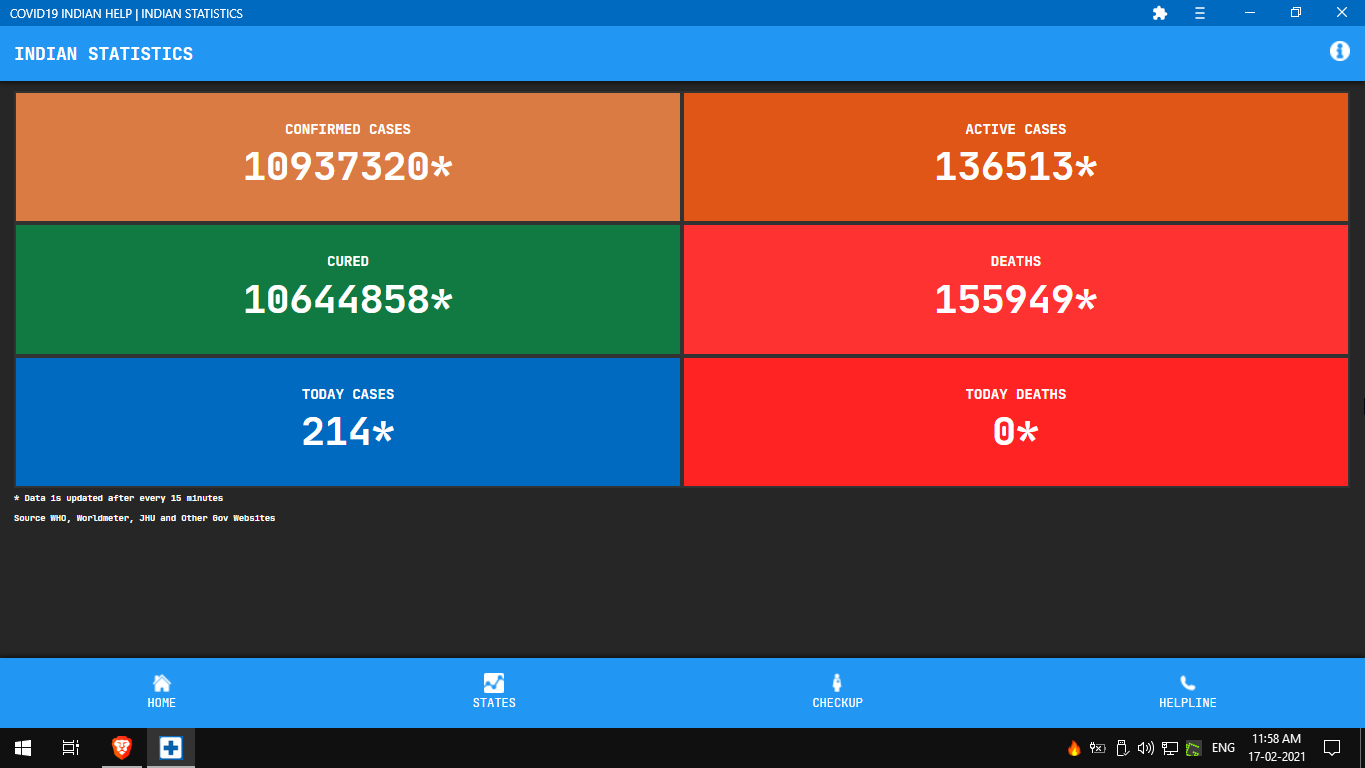 COVID19 INDIAN HELP | INDIAN STATISTICS
INDIAN STATISTICS
CONFIRMED CASES
10937320*
ACTIVE CASES
136513*
CURED
10644858*
DEATHS
155949*
TODAY CASES
214*
TODAY DEATHS
0*
* Data is updated after every 15 minutes
Source WHO, Worldmeter, JHU and Other Gov Websites
HOME
STATES
CHECKUP
HELPLINE
ENG
11:58 AM
17-02-2021